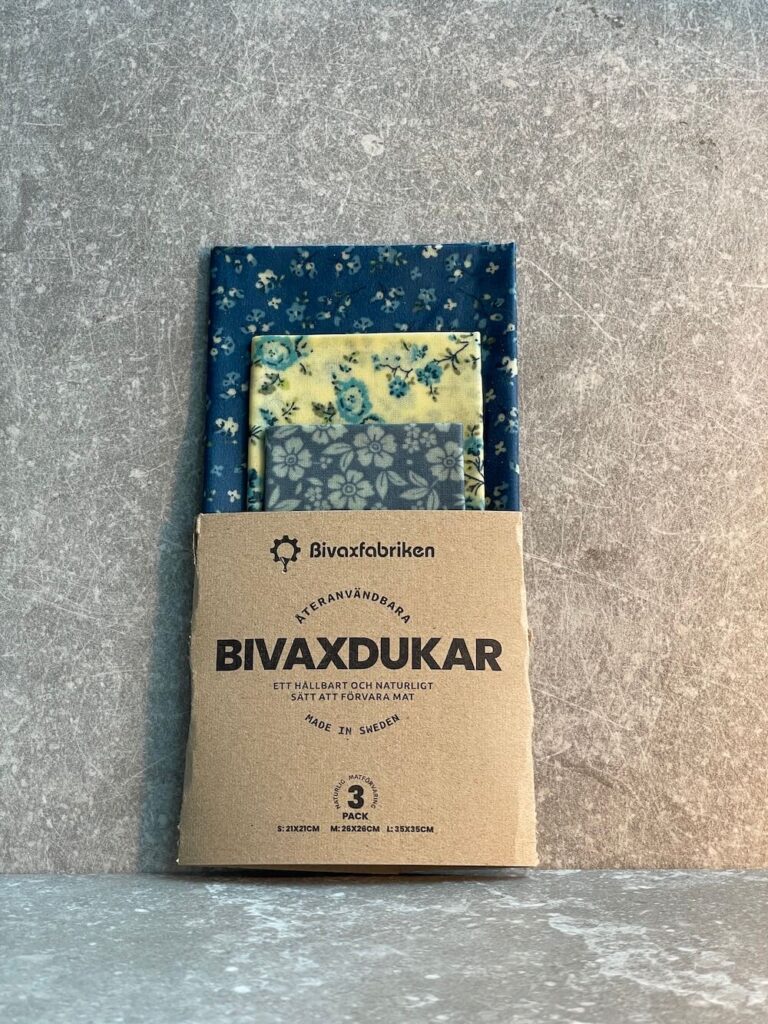 Bivaxfabriken
ÅTERANVÄNDBARA
BIVAXDUKAR
ETT HÅLLBART OCH NATURLIGT
SÄTT ATT FÖRVARA MAT
MADE IN SWEDEN
NATURLIG MATFÖRVARING
3
PACK
S: 21X21CM M: 26X26CM L: 35X35CM